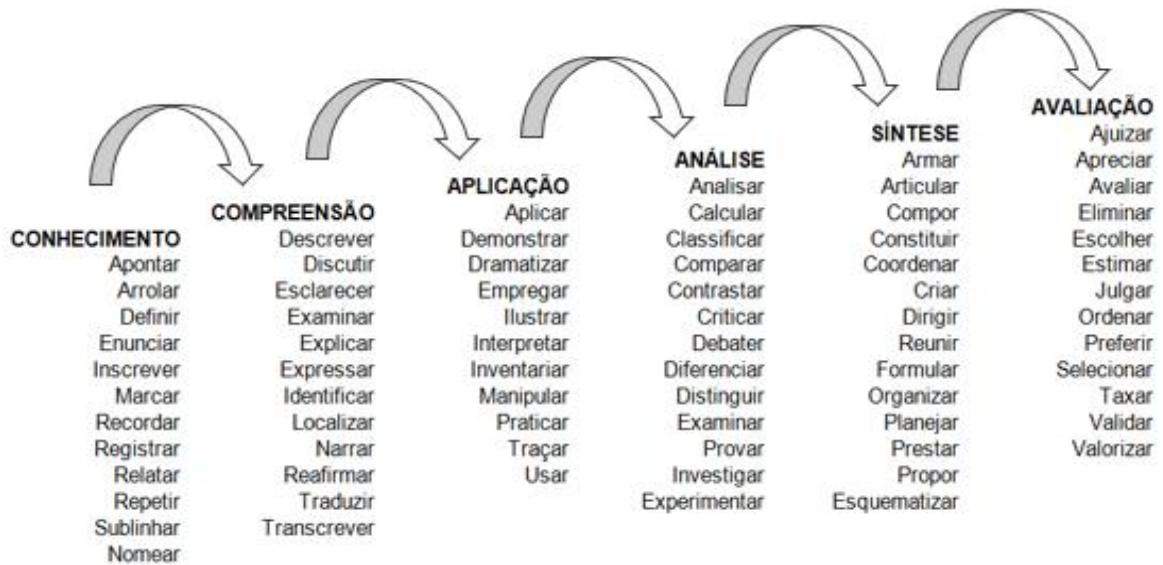 CONHECIMENTO
Apontar
Arrolar
Definir
Enunciar
Inscrever
Marcar
Recordar
Registrar
Relatar
Repetir
Sublinhar
Nomear
COMPREENSÃO
Descrever
Discutir
Esclarecer
Examinar
Explicar
Expressar
Identificar
Localizar
Narrar
Reafirmar
Traduzir
Transcrever
APLICAÇÃO
Aplicar
Demonstrar
Dramatizar
Empregar
Ilustrar
Interpretar
Inventariar
Manipular
Praticar
Traçar
Usar
ANÁLISE
Analisar
Calcular
Classificar
Comparar
Contrastar
Criticar
Debater
Diferenciar
Distinguir
Examinar
Provar
Investigar
Experimentar
SÍNTESE
Armar
Articular
Compor
Constituir
Coordenar
Criar
Dirigir
Reunir
Formular
Organizar
Planejar
Prestar
Propor
Esquematizar
AVALIAÇÃO
Ajuizar
Apreciar
Avaliar
Eliminar
Escolher
Estimar
Julgar
Ordenar
Preferir
Selecionar
Taxar
Validar
Valorizar